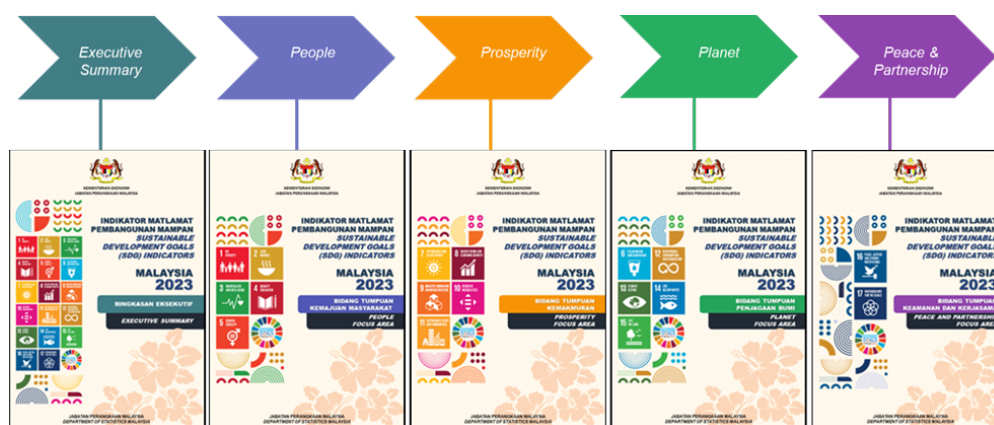 Executive
Summary
People
Prosperity
Planet
Peace &
Partnership
KEMENTERIAN EKONOMI
JABATAN PERANGKAAN MALAYSIA
INDIKATOR MATLAMAT
PEMBANGUNAN MAMPAN
SUSTAINABLE
DEVELOPMENT GOALS
(SDG) INDICATORS
MALAYSIA
2023
RINGKASAN EKSEKUTIF
EXECUTIVE SUMMARY
JABATAN PERANGKAAN MALAYSIA
DEPARTMENT OF STATISTICS MALAYSIA
KEMENTERIAN EKONOMI
JABATAN PERANGKAAN MALAYSIA
INDIKATOR MATLAMAT
PEMBANGUNAN MAMPAN
SUSTAINABLE
DEVELOPMENT GOALS
(SDG) INDICATORS
MALAYSIA
2023
BIDANG TUMPUAN
KEMAJUAN MASYARAKAT
PEOPLE
FOCUS AREA
JABATAN PERANGKAAN MALAYSIA
DEPARTMENT OF STATISTICS MALAYSIA
KEMENTERIAN EKONOMI
JABATAN PERANGKAAN MALAYSIA
INDIKATOR MATLAMAT
PEMBANGUNAN MAMPAN
SUSTAINABLE
DEVELOPMENT GOALS
(SDG) INDICATORS
MALAYSIA
2023
BIDANG TUMPUAN
KEMAKMURAN
PROSPERITY
FOCUS AREA
JABATAN PERANGKAAN MALAYSIA
DEPARTMENT OF STATISTICS MALAYSIA
KEMENTERIAN EKONOMI
JABATAN PERANGKAAN MALAYSIA
INDIKATOR MATLAMAT
PEMBANGUNAN MAMPAN
SUSTAINABLE
DEVELOPMENT GOALS
(SDG) INDICATORS
MALAYSIA
2023
BIDANG TUMPUAN
PENJAGAAN BUMI
PLANET
FOCUS AREA
JABATAN PERANGKAAN MALAYSIA
DEPARTMENT OF STATISTICS MALAYSIA
KEMENTERIAN EKONOMI
JABATAN PERANGKAAN MALAYSIA
INDIKATOR MATLAMAT
PEMBANGUNAN MAMPAN
SUSTAINABLE
DEVELOPMENT GOALS
(SDG) INDICATORS
MALAYSIA
2023
BIDANG TUMPUAN
KEAMANAN DAN KERJASAMA
PEACE AND PARTNERSHIP
FOCUS AREA
JABATAN PERANGKAAN MALAYSIA
DEPARTMENT OF STATISTICS MALAYSIA